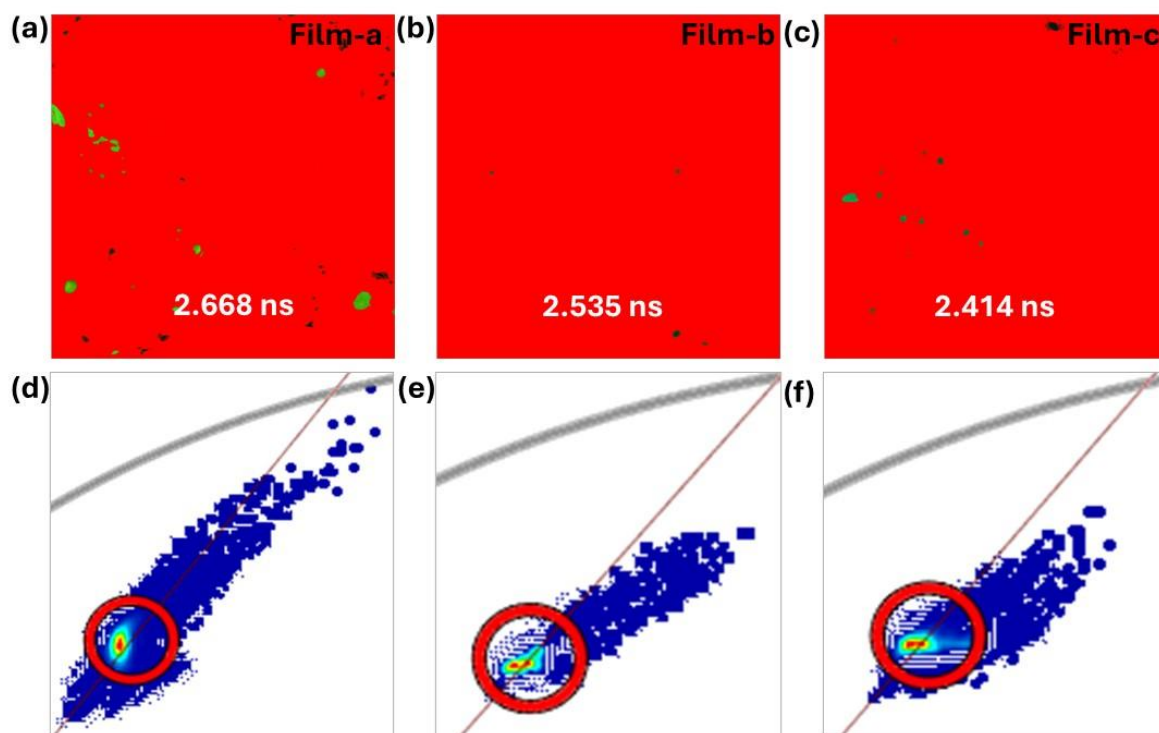 (a) Film-a
(b) Film-b
(c) Film-c
2.668 ns
2.535 ns
2.414 ns
(d)
(e)
(f)